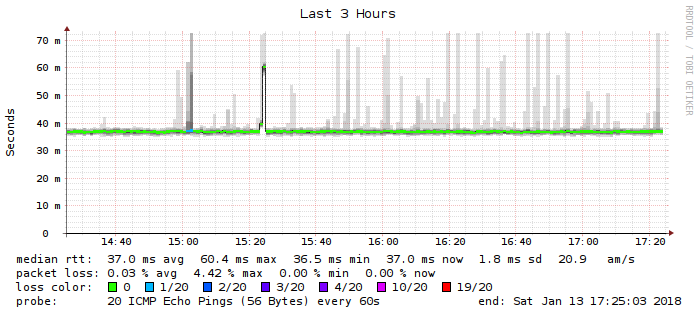 Last 3 Hours
RRDTOOL / TOBI OETIKER
Seconds
70 m
60 m
50 m
40 m
30 m
20 m
10 m
0
14:40 15:00 15:20 15:40 16:00 16:20 16:40 17:00 17:20
median rtt: 37.0 ms avg 60.4 ms max 36.5 ms min 37.0 ms now 1.8 ms sd 20.9 am/s
packet loss: 0.03 % avg 4.42 % max 0.00 % min 0.00 % now
loss color: 0 1/20 2/20 3/20 4/20 10/20 19/20
probe: 20 ICMP Echo Pings (56 Bytes) every 60s end: Sat Jan 13 17:25:03 2018